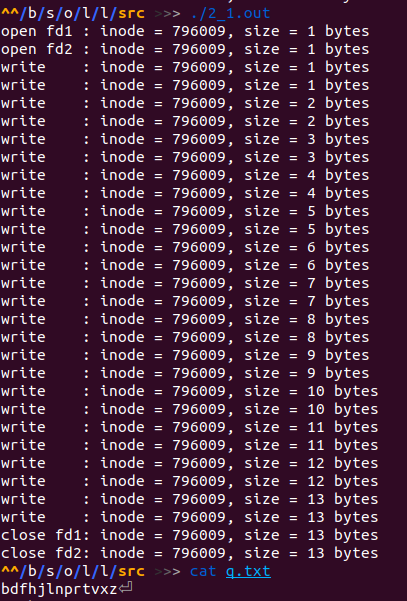 ^^/b/s/o/l/l/src >>> ./2_1.out
open fd1 : inode = 796009, size = 1 bytes
open fd2 : inode = 796009, size = 1 bytes
write    : inode = 796009, size = 1 bytes
write    : inode = 796009, size = 1 bytes
write    : inode = 796009, size = 2 bytes
write    : inode = 796009, size = 2 bytes
write    : inode = 796009, size = 3 bytes
write    : inode = 796009, size = 3 bytes
write    : inode = 796009, size = 4 bytes
write    : inode = 796009, size = 4 bytes
write    : inode = 796009, size = 5 bytes
write    : inode = 796009, size = 5 bytes
write    : inode = 796009, size = 6 bytes
write    : inode = 796009, size = 6 bytes
write    : inode = 796009, size = 7 bytes
write    : inode = 796009, size = 7 bytes
write    : inode = 796009, size = 8 bytes
write    : inode = 796009, size = 8 bytes
write    : inode = 796009, size = 9 bytes
write    : inode = 796009, size = 9 bytes
write    : inode = 796009, size = 10 bytes
write    : inode = 796009, size = 10 bytes
write    : inode = 796009, size = 11 bytes
write    : inode = 796009, size = 11 bytes
write    : inode = 796009, size = 12 bytes
write    : inode = 796009, size = 12 bytes
write    : inode = 796009, size = 13 bytes
write    : inode = 796009, size = 13 bytes
close fd1: inode = 796009, size = 13 bytes
close fd2: inode = 796009, size = 13 bytes
^^/b/s/o/l/l/src >>> cat q.txt
bdfhjlnprtvxz⏎